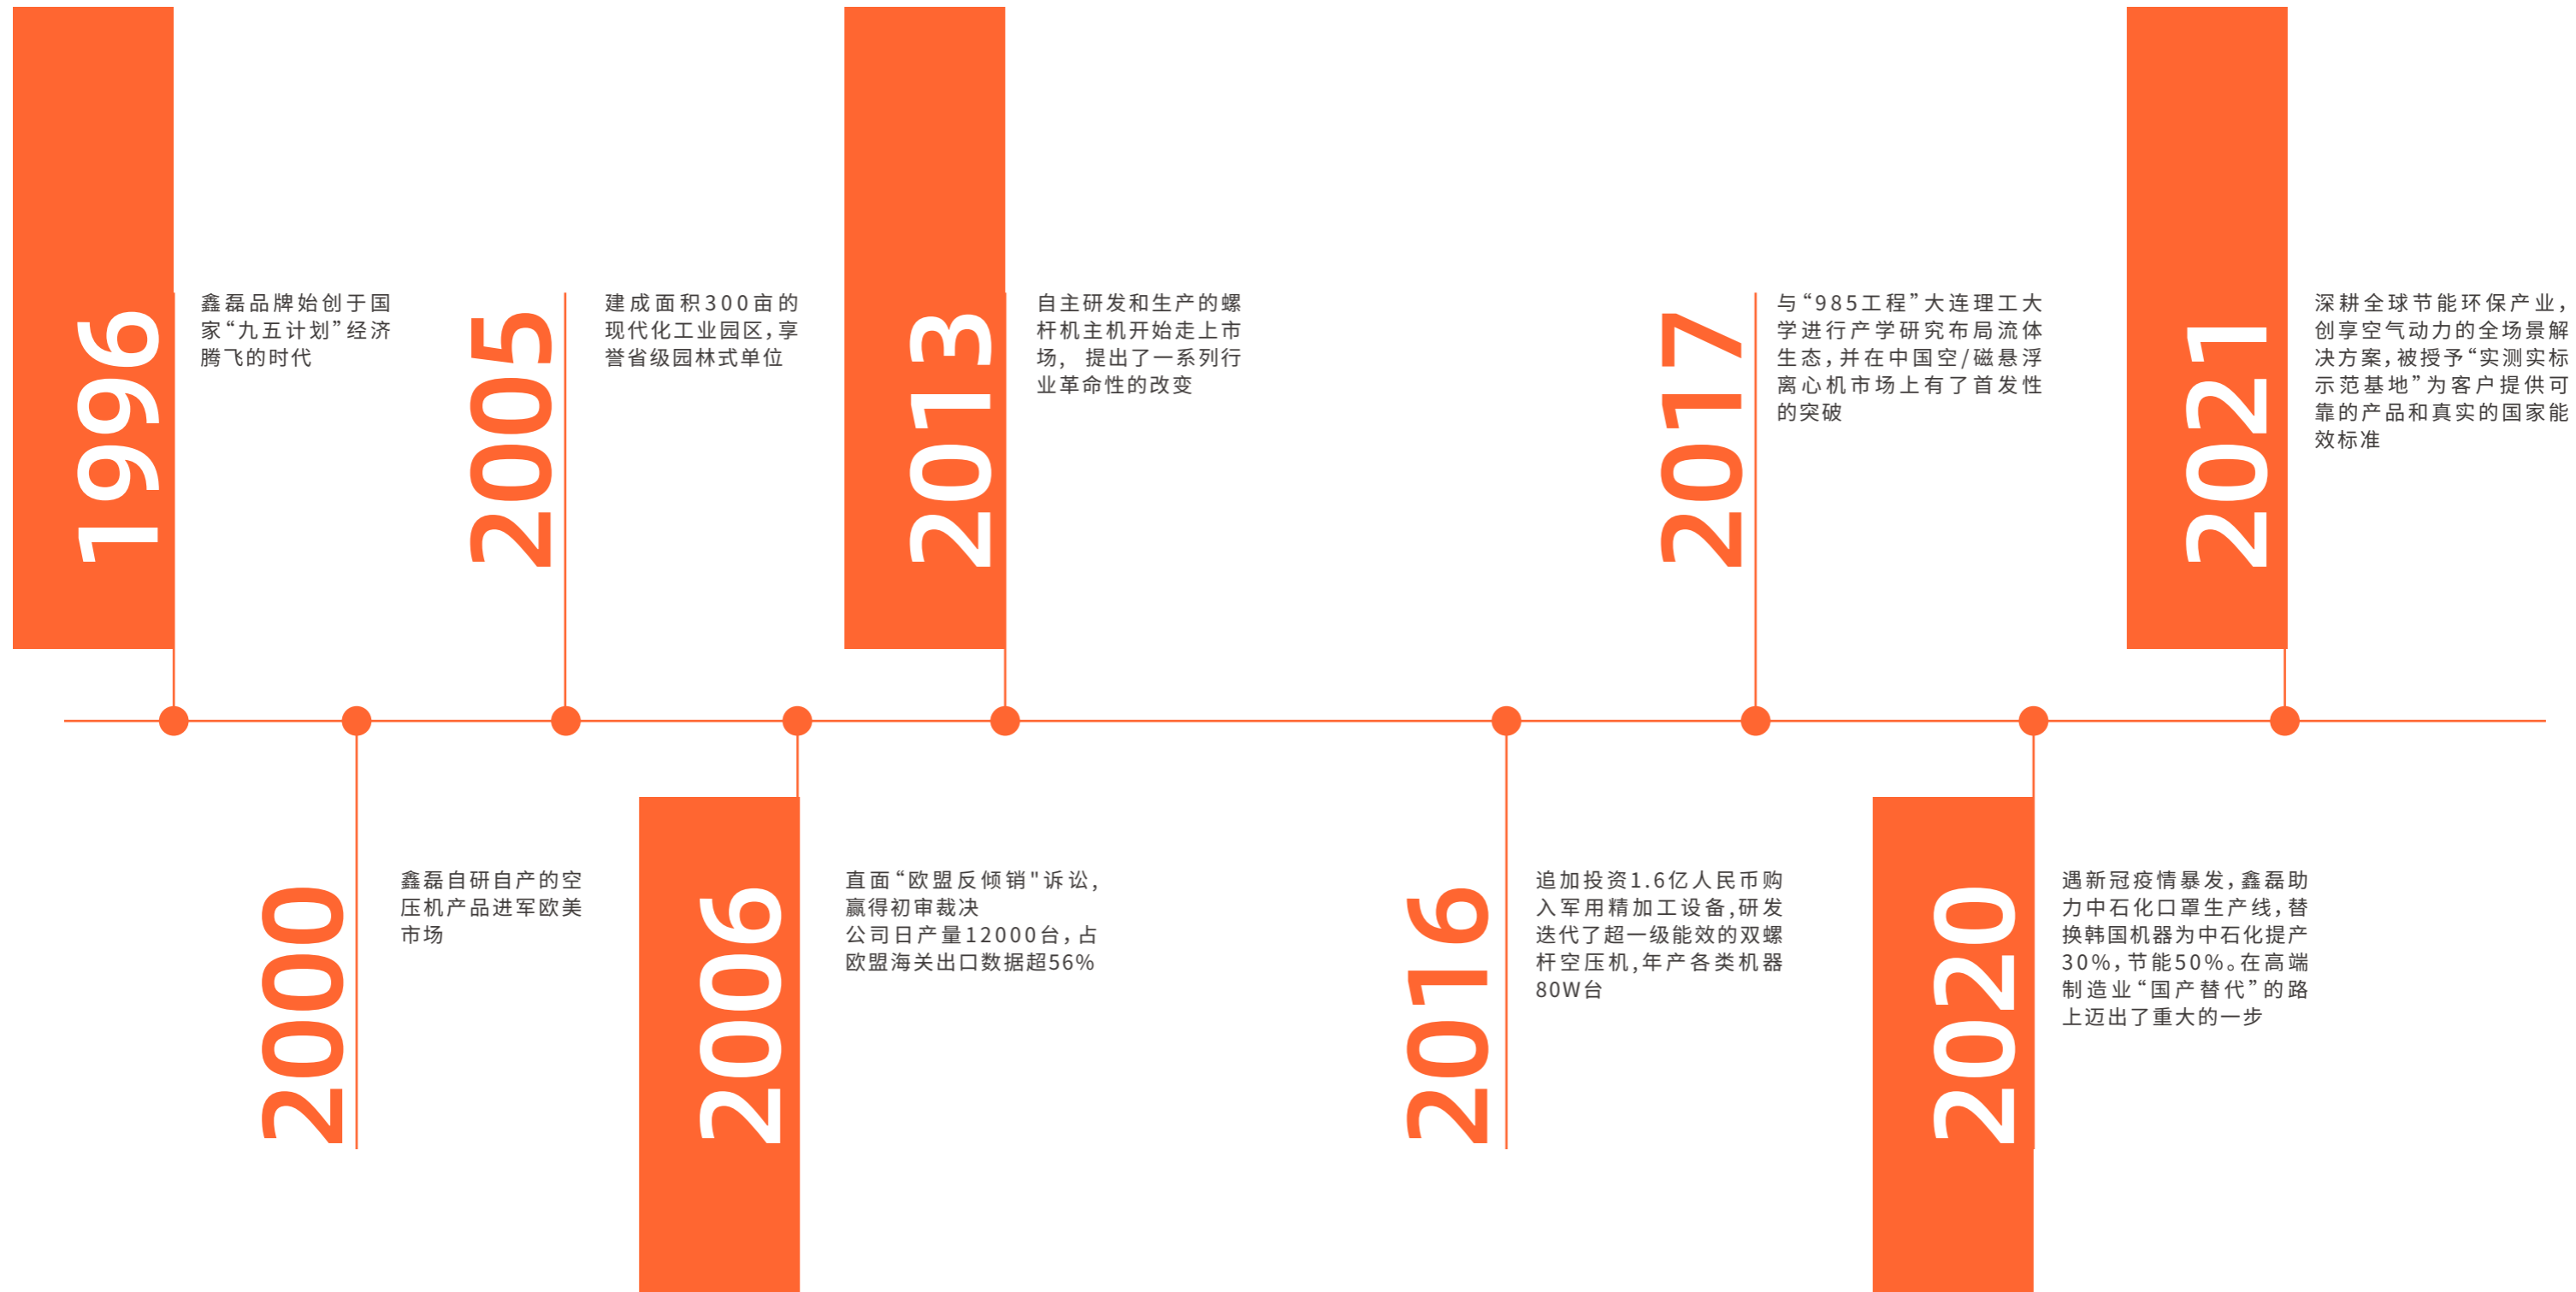 1996
鑫磊品牌始创于国
家“九五计划”经济
腾飞的时代
2000
鑫磊自研自产的空
压机产品进军欧美
市场
2005
建成面积300亩的
现代化工业园区,享
誉省级园林式单位
2006
直面“欧盟反倾销"诉讼,
赢得初审裁决
公司日产量12000台,占
欧盟海关出口数据超56%
2013
自主研发和生产的螺
杆机主机开始走上市
场, 提出了一系列行
业革命性的改变
2016
追加投资1.6亿人民币购
入军用精加工设备,研发
迭代了超一级能效的双螺
杆空压机,年产各类机器
80W台
2017
与“985工程”大连理工大
学进行产学研究布局流体
生态,并在中国空/磁悬浮
离心机市场上有了首发性
的突破
2020
遇新冠疫情暴发,鑫磊助
力中石化口罩生产线,替
换韩国机器为中石化提产
30%,节能50%。在高端
制造业“国产替代”的路
上迈出了重大的一步
2021
深耕全球节能环保产业,
创享空气动力的全场景解
决方案,被授予“实测实标
示范基地”为客户提供可
靠的产品和真实的国家能
效标准